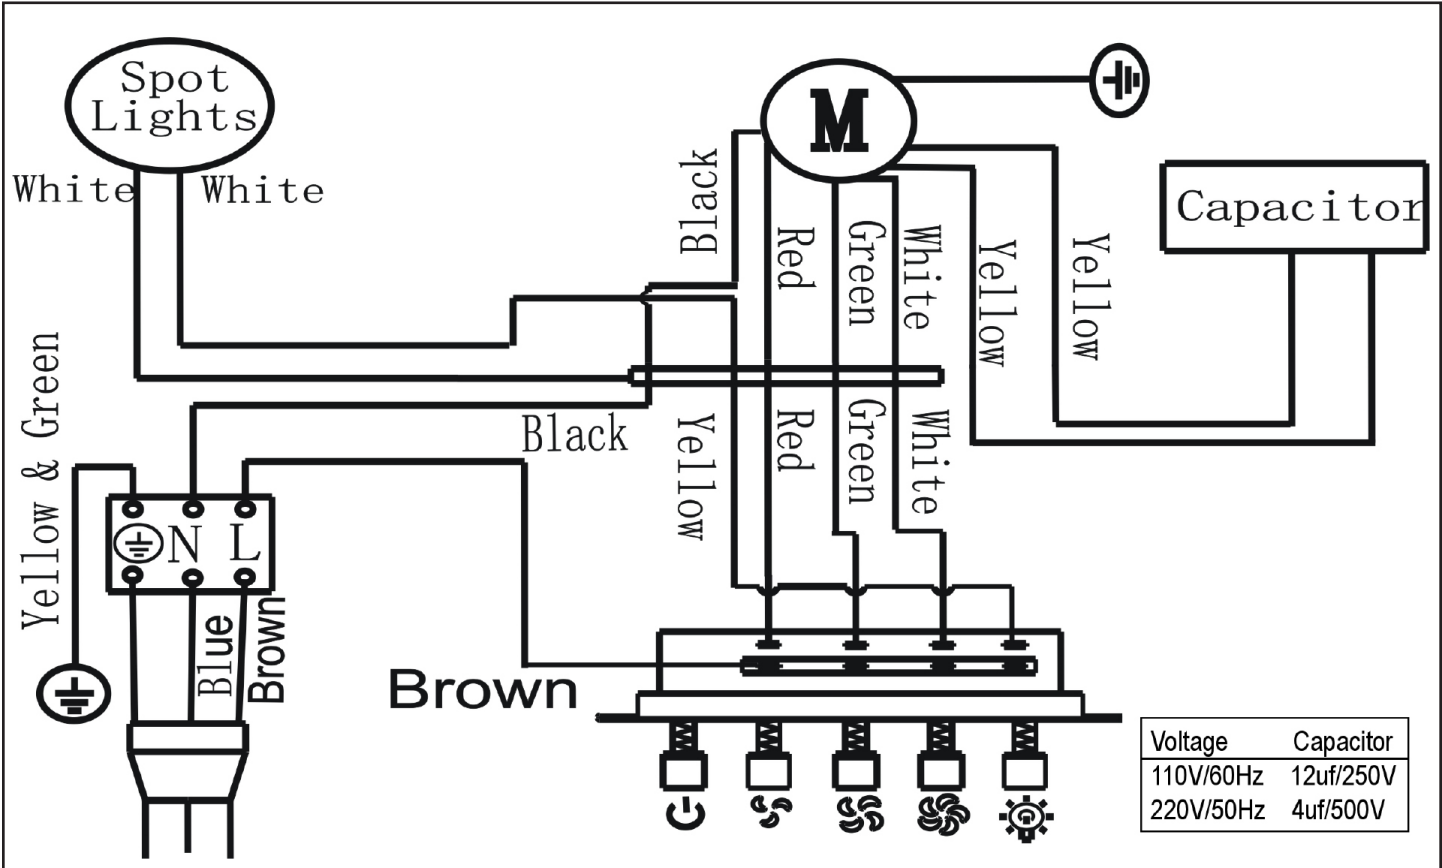 Spot
Lights
White
White
M
Black
Red
Green
White
Yellow
Yellow
Capacitor
Yellow & Green
Black
Yellow
Red
Green
White
N L
Blue
Brown
Brown
Voltage Capacitor
110V/60Hz 12uf/250V
220V/50Hz 4uf/500V